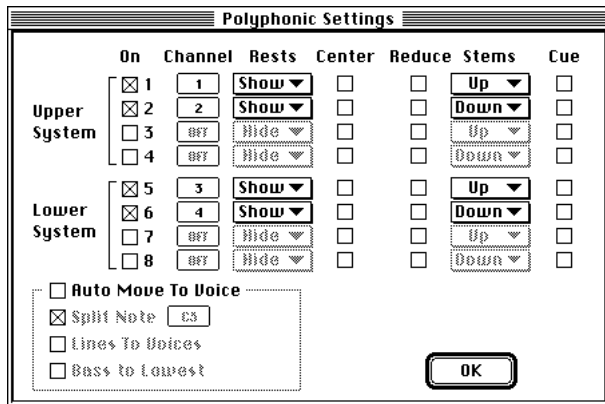 Polyphonic Settings
On Channel Rests Center Reduce Stems Cue
1 1 Show Up
Upper 2 2 Show Down
System 3 OFF Hide Up
4 OFF Hide Down
5 3 Show Up
Lower 6 4 Show Down
System 7 OFF Hide Up
8 OFF Hide Down
Auto Move To Voice
Split Note C3
Lines To Voices
Bass to Lowest
OK